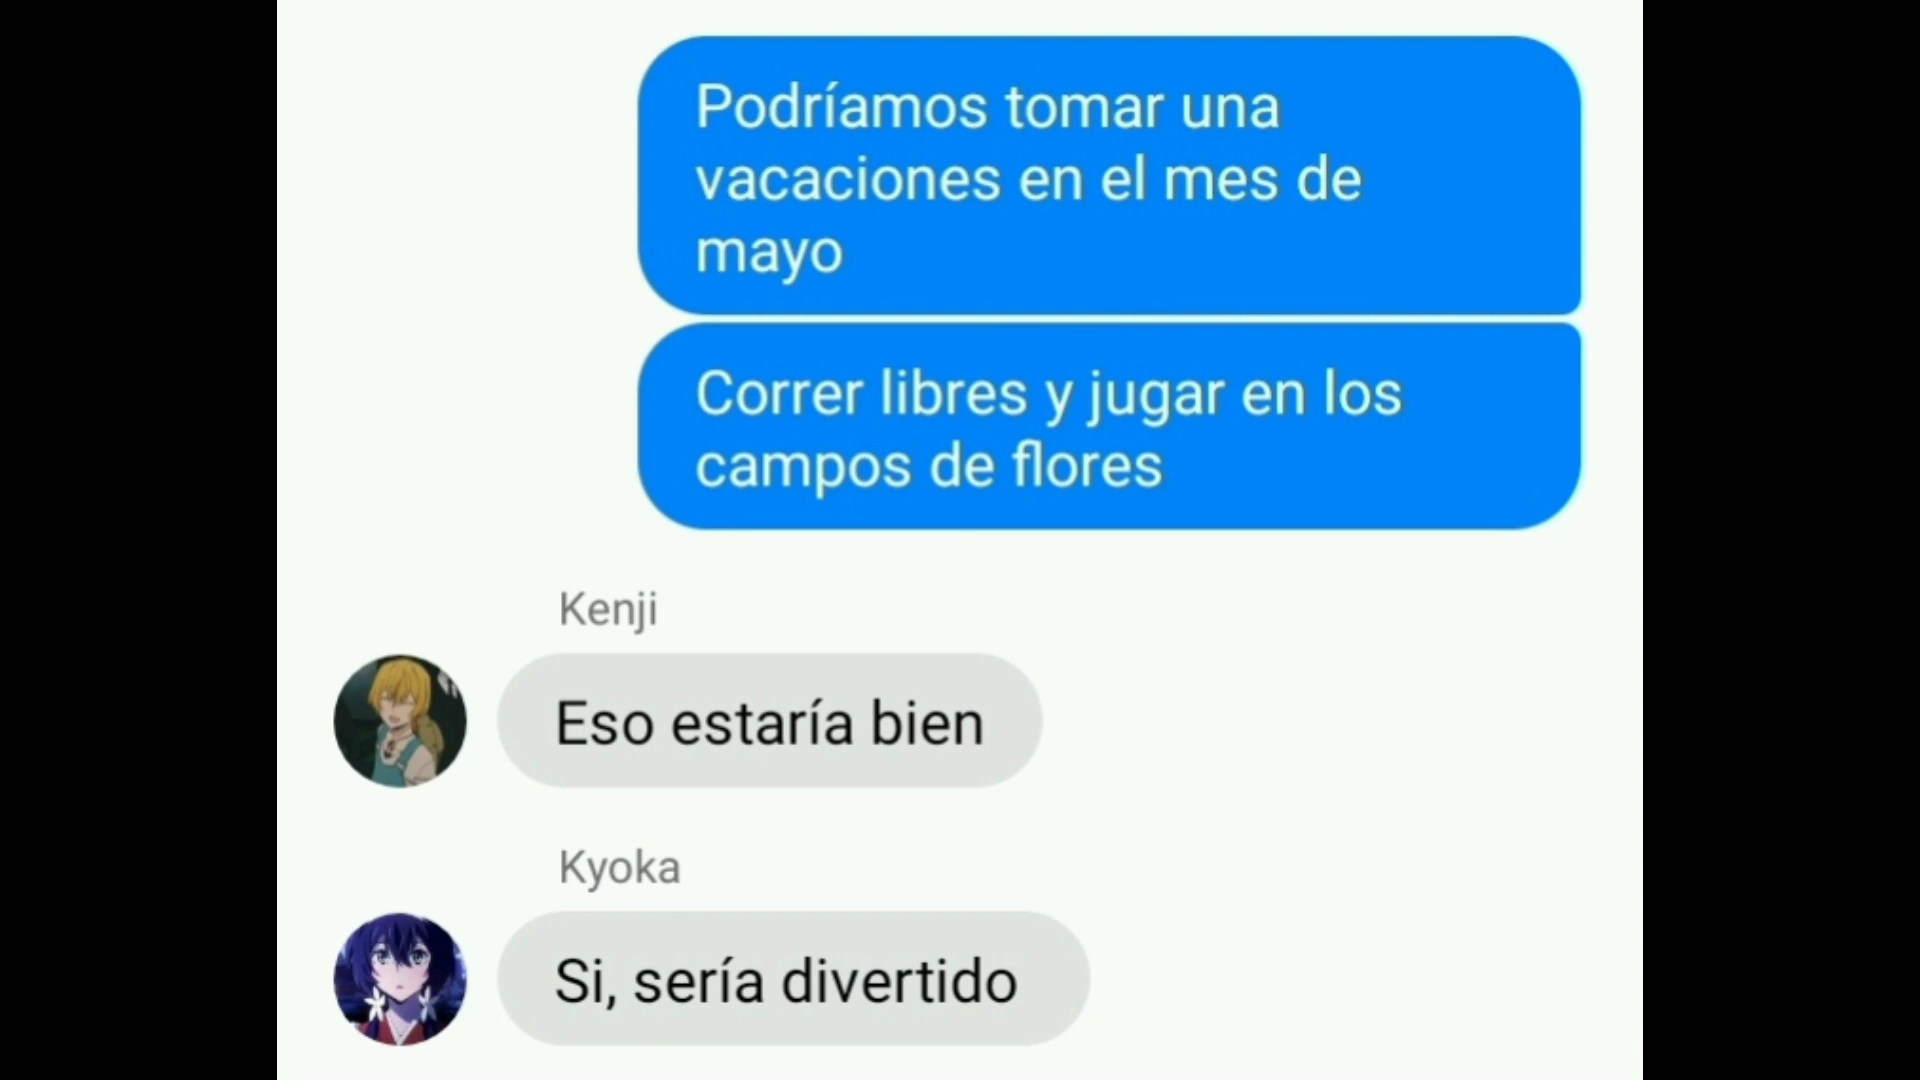 Podríamos tomar una
vacaciones en el mes de
mayo
Correr libres y jugar en los
campos de flores
Kenji
Eso estaría bien
Kyoka
Si, sería divertido